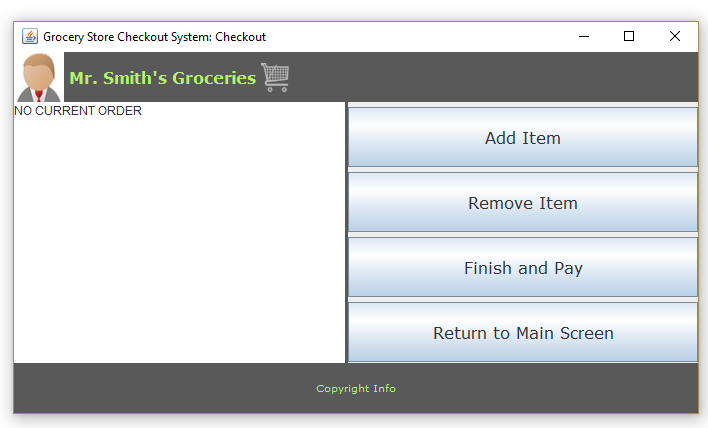 Grocery Store Checkout System: Checkout
Mr. Smith's Groceries
NO CURRENT ORDER
Add Item
Remove Item
Finish and Pay
Return to Main Screen
Copyright Info